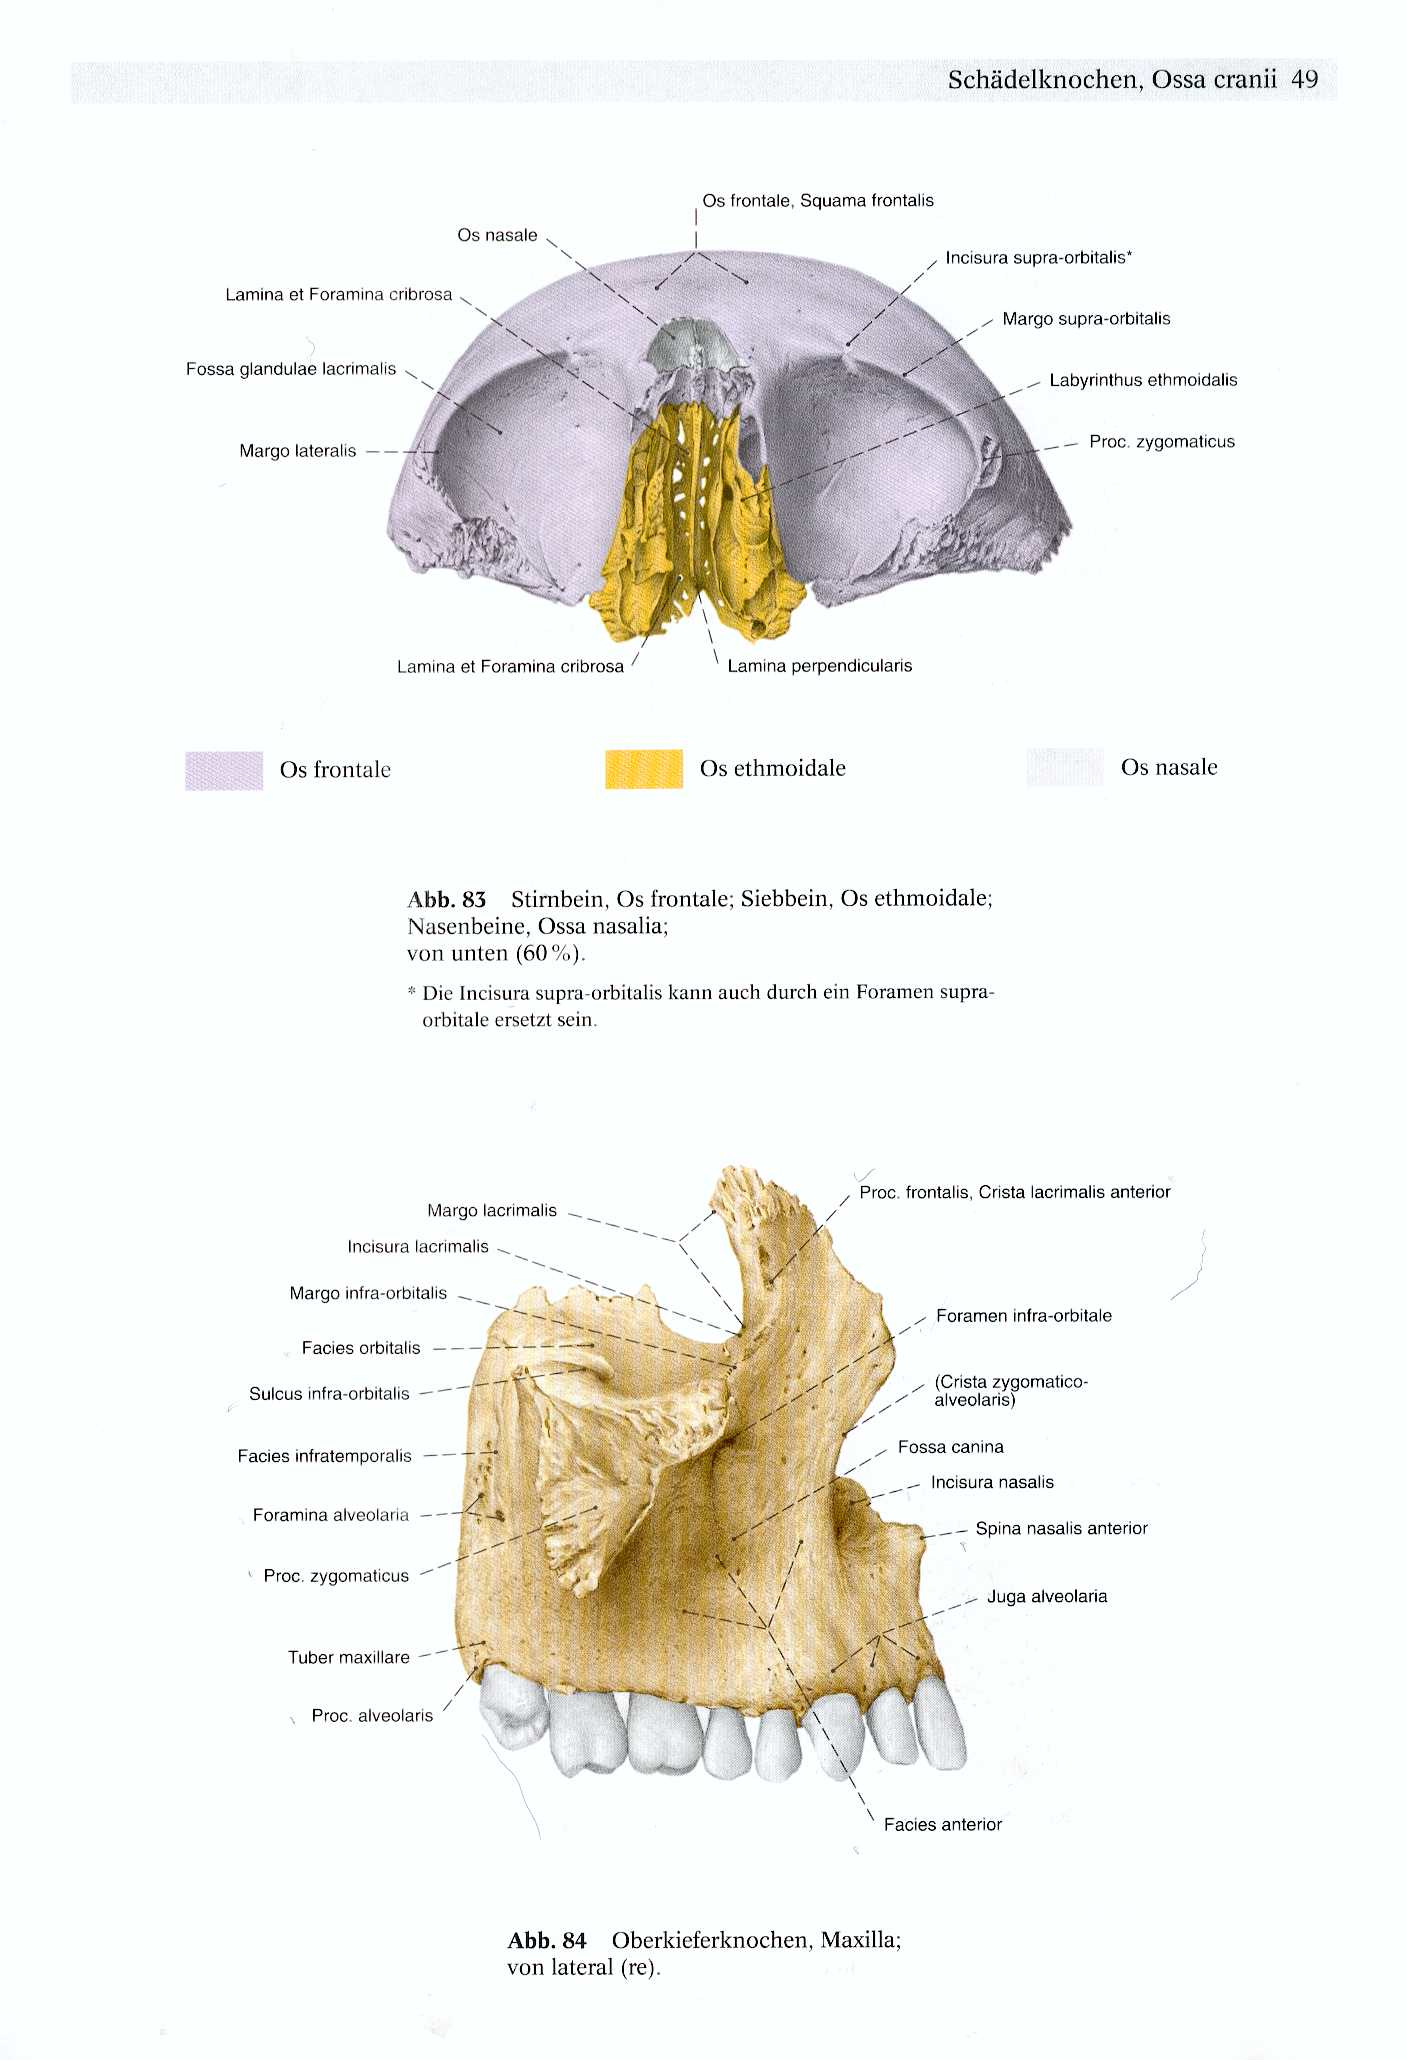 Schädelknochen, Ossa cranii 49
Os frontale, Squama frontalis
Os nasale
Incisura supra-orbitalis*
Lamina et Foramina cribrosa
Margo supra-orbitalis
Fossa glandulae lacrimalis
Labyrinthus ethmoidalis
Margo lateralis
Proc. zygomaticus
Lamina et Foramina cribrosa
Lamina perpendicularis
Os frontale
Os ethmoidale
Os nasale
Abb. 83 Stirnbein, Os frontale; Siebbein, Os ethmoidale;
Nasenbeine, Ossa nasalia;
von unten (60%).
* Die Incisura supra-orbitalis kann auch durch ein Foramen supra-
orbitale ersetzt sein.
Proc. frontalis, Crista lacrimalis anterior
Margo lacrimalis
Incisura lacrimalis
Margo infra-orbitalis
Foramen infra-orbitale
Facies orbitalis
(Crista zygomatico-
alveolaris)
Sulcus infra-orbitalis
Fossa canina
Facies infratemporalis
Incisura nasalis
Foramina alveolaria
Spina nasalis anterior
Proc. zygomaticus
Juga alveolaria
Tuber maxillare
Proc. alveolaris
Facies anterior
Abb. 84 Oberkieferknochen, Maxilla;
von lateral (re).